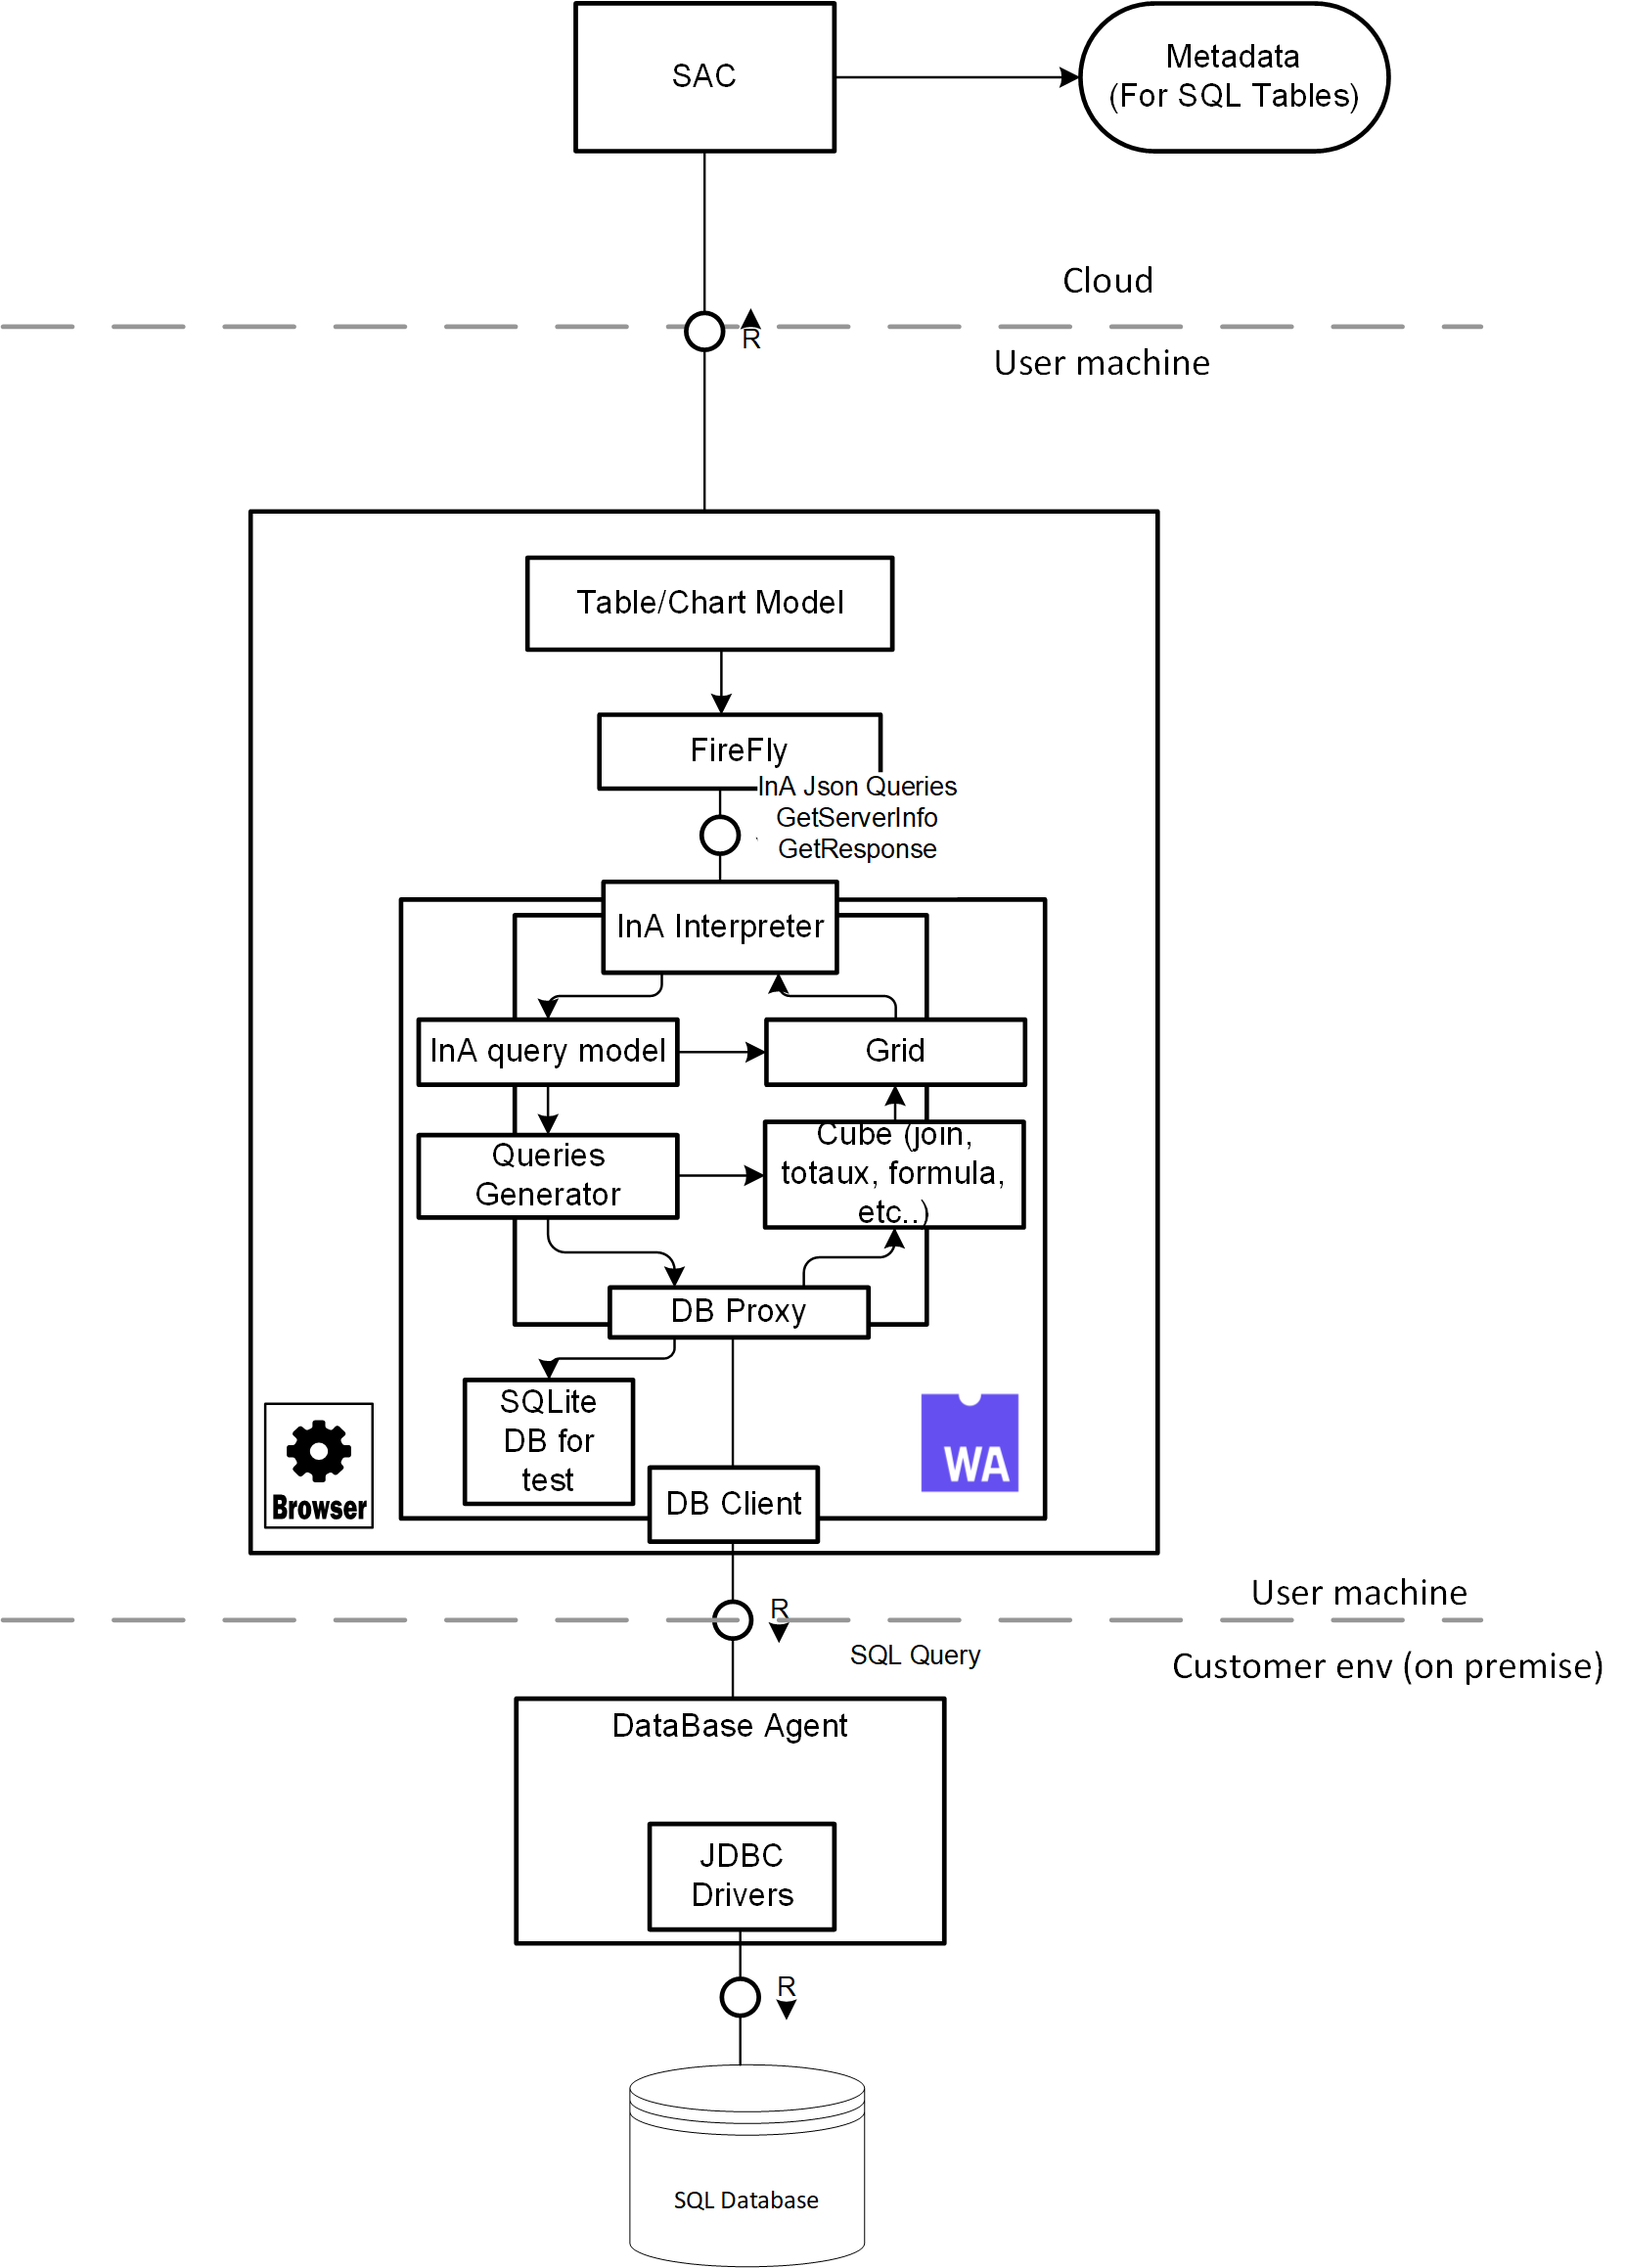 SAC
Metadata
(For SQL Tables)
Cloud
R
User machine
Table/Chart Model
FireFly
InA Json Queries
GetServerInfo
GetResponse
InA Interpreter
InA query model
Grid
Queries
Generator
Cube (join,
totaux, formula,
etc..)
DB Proxy
SQLite
DB for
test
WA
Browser
DB Client
User machine
R
SQL Query
Customer env (on premise)
DataBase Agent
JDBC
Drivers
R
SQL Database